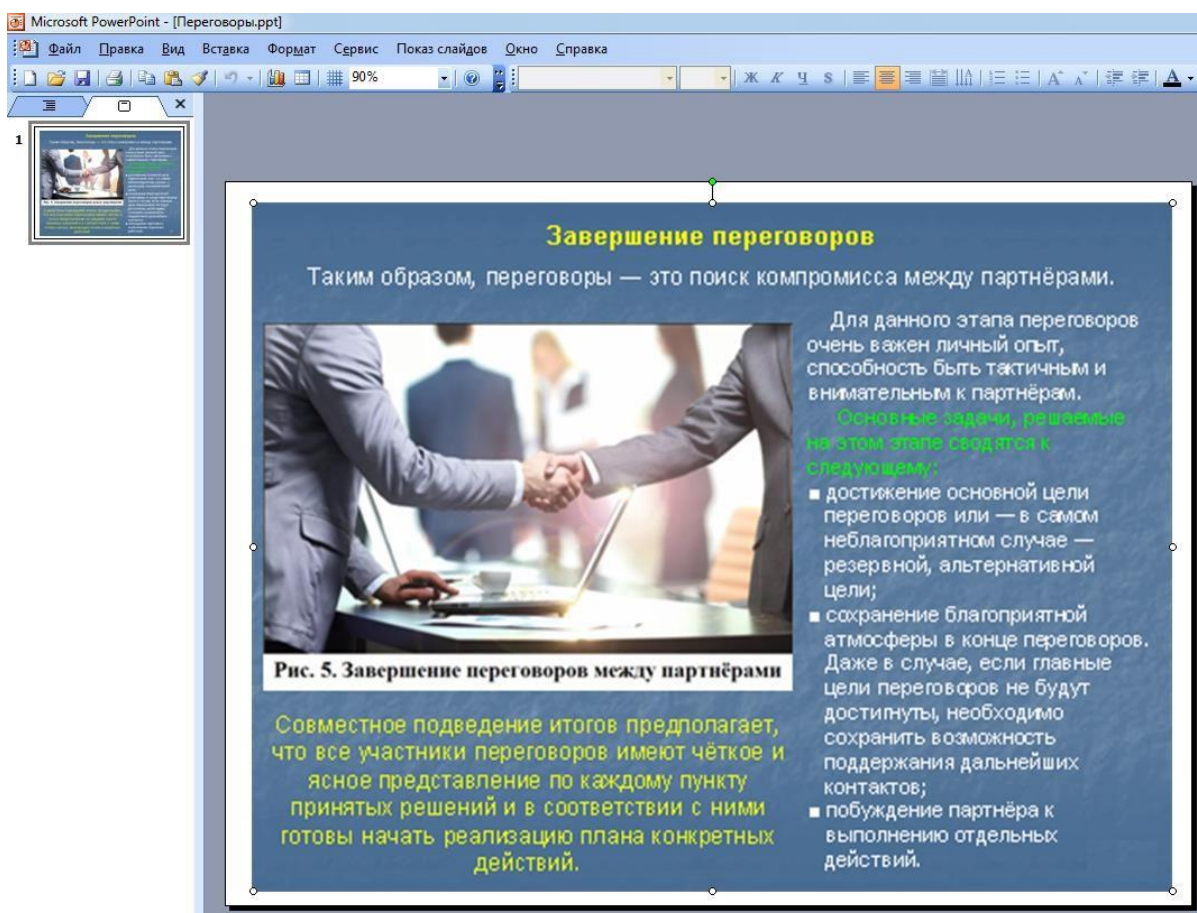 Microsoft PowerPoint - [Переговоры.ppt]
Файл Правка Вид Вставка Формат Сервис Показ слайдов Окно Справка
90%
Ж К Ч S
1
Завершение переговоров
Таким образом, переговоры — это поиск компромисса между партнёрами.
Рис. 5. Завершение переговоров между партнёрами
Совместное подведение итогов предполагает,
что все участники переговоров имеют чёткое и
ясное представление по каждому пункту
принятых решений и в соответствии с ними
готовы начать реализацию плана конкретных
действий.
Для данного этапа переговоров
очень важен личный опыт,
способность быть тактичным и
внимательным к партнёрам.
Основные задачи, решаемые
на этом этапе сводятся к
следующему:
■ достижение основной цели
переговоров или — в самом
неблагоприятном случае —
резервной, альтернативной
цели;
■ сохранение благоприятной
атмосферы в конце переговоров.
Даже в случае, если главные
цели переговоров не будут
достигнуты, необходимо
сохранить возможность
поддержания дальнейших
контактов;
■ побуждение партнёра к
выполнению отдельных
действий.